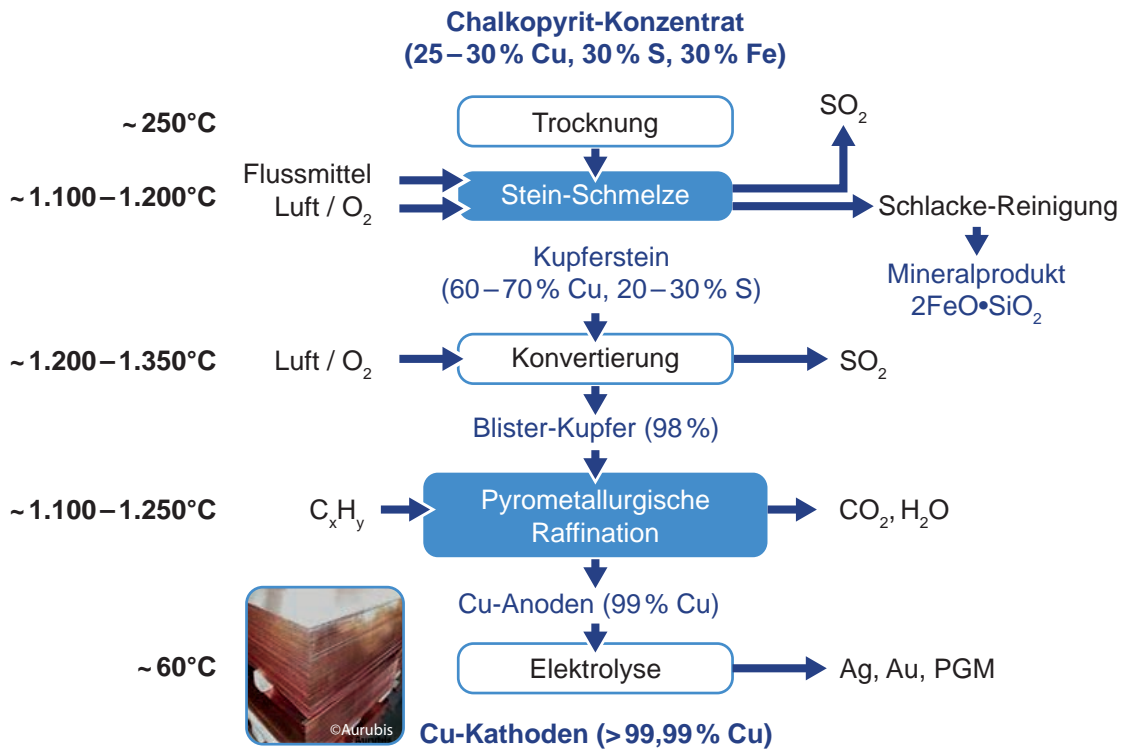 Chalkopyrit-Konzentrat
(25–30% Cu, 30% S, 30% Fe)
~250°C
Trocknung
SO₂
~1.100–1.200°C
Flussmittel
Luft / O₂
Stein-Schmelze
Schlacke-Reinigung
Kupferstein
(60–70% Cu, 20–30% S)
Mineralprodukt
2FeO•SiO₂
~1.200–1.350°C
Luft / O₂
Konvertierung
SO₂
Blister-Kupfer (98%)
~1.100–1.250°C
CₓHᵧ
Pyrometallurgische
Raffination
CO₂, H₂O
Cu-Anoden (99% Cu)
~60°C
Elektrolyse
Ag, Au, PGM
©Aurubis
Cu-Kathoden (>99,99% Cu)